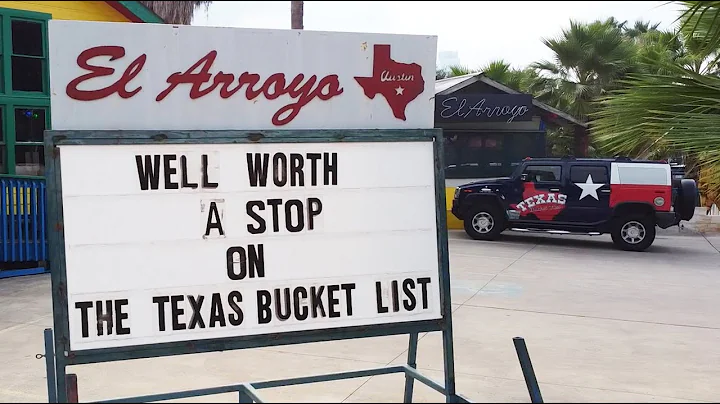 El Arroyo
Austin
WELL WORTH
A STOP
ON
THE TEXAS BUCKET LIST
El Arroyo
TEXAS